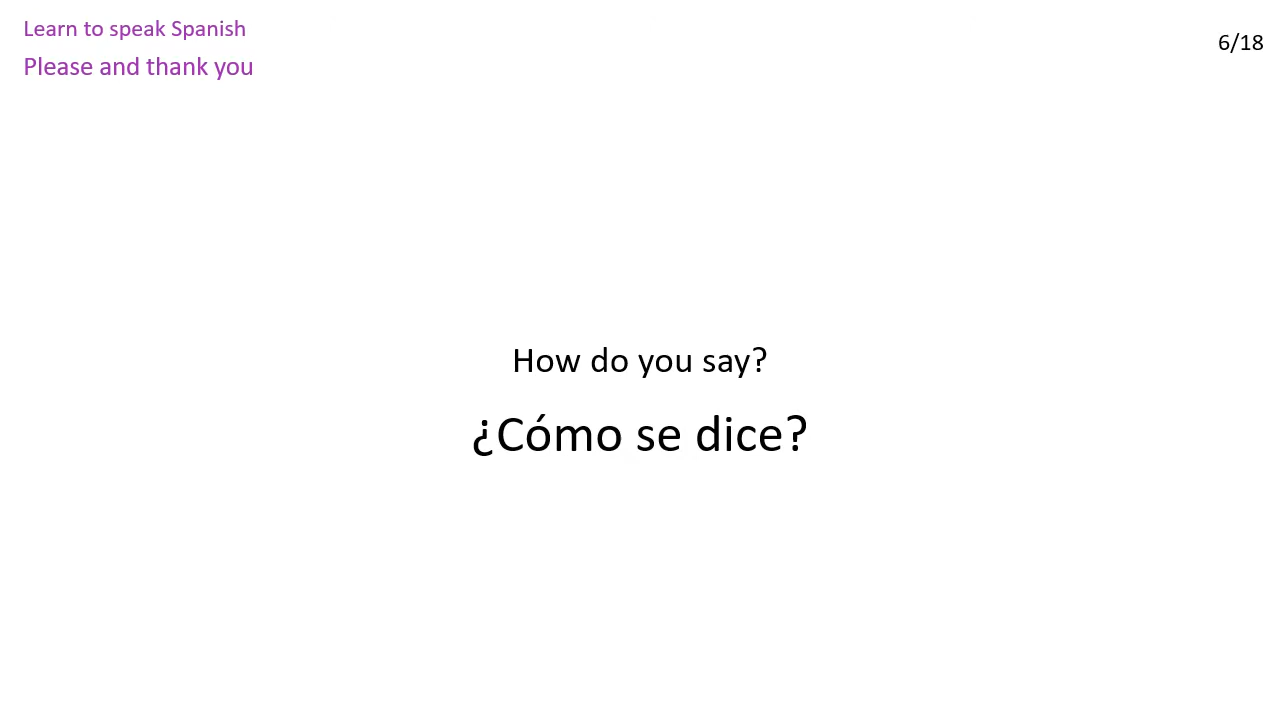 Learn to speak Spanish
Please and thank you
6/18
How do you say?
¿Cómo se dice?